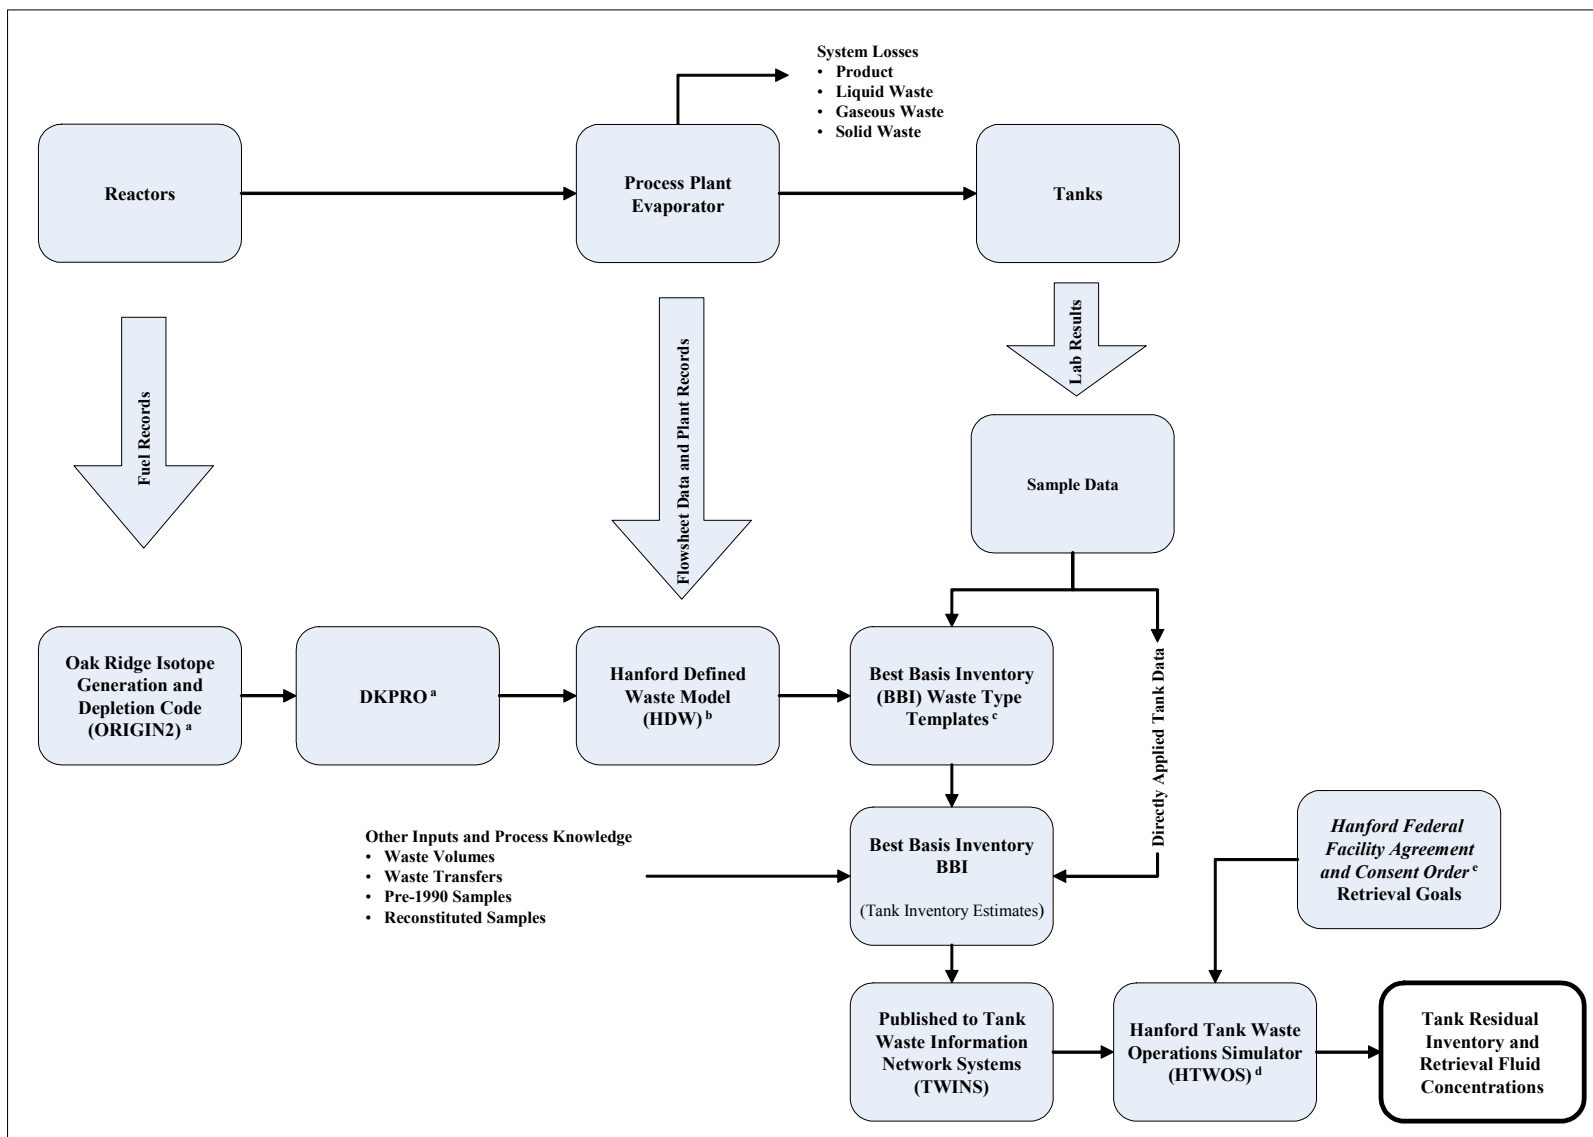 System Losses
• Product
• Liquid Waste
• Gaseous Waste
• Solid Waste
Reactors
Process Plant
Evaporator
Tanks
Fuel Records
Flowsheet Data and Plant Records
Lab Results
Sample Data
Oak Ridge Isotope
Generation and
Depletion Code
(ORIGIN2) a
DKPRO a
Hanford Defined
Waste Model
(HDW) b
Best Basis Inventory
(BBI) Waste Type
Templates c
Directly Applied Tank Data
Other Inputs and Process Knowledge
• Waste Volumes
• Waste Transfers
• Pre-1990 Samples
• Reconstituted Samples
Best Basis Inventory
BBI
(Tank Inventory Estimates)
Hanford Federal
Facility Agreement
and Consent Order e
Retrieval Goals
Published to Tank
Waste Information
Network Systems
(TWINS)
Hanford Tank Waste
Operations Simulator
(HTWOS) d
Tank Residual
Inventory and
Retrieval Fluid
Concentrations